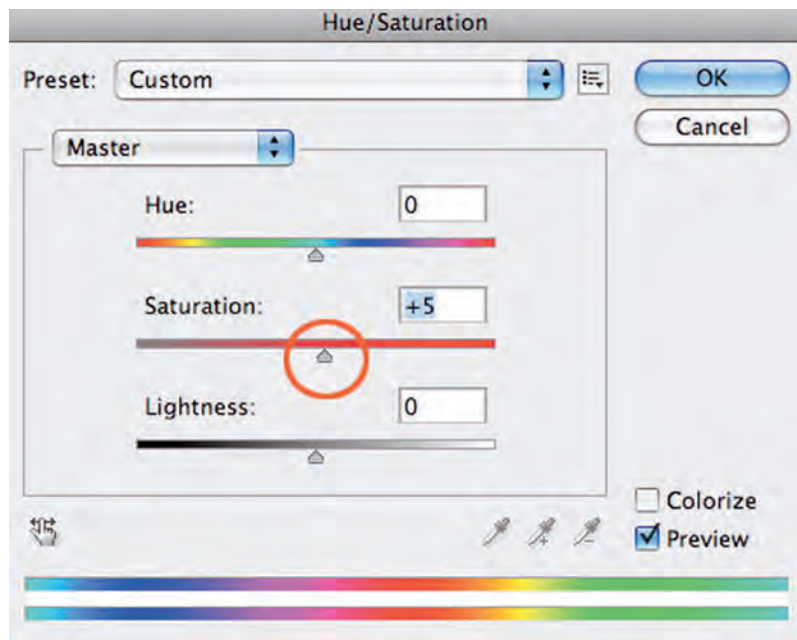 Hue/Saturation
Preset: Custom
OK
Cancel
Master
Hue: 0
Saturation: +5
Lightness: 0
Colorize
Preview